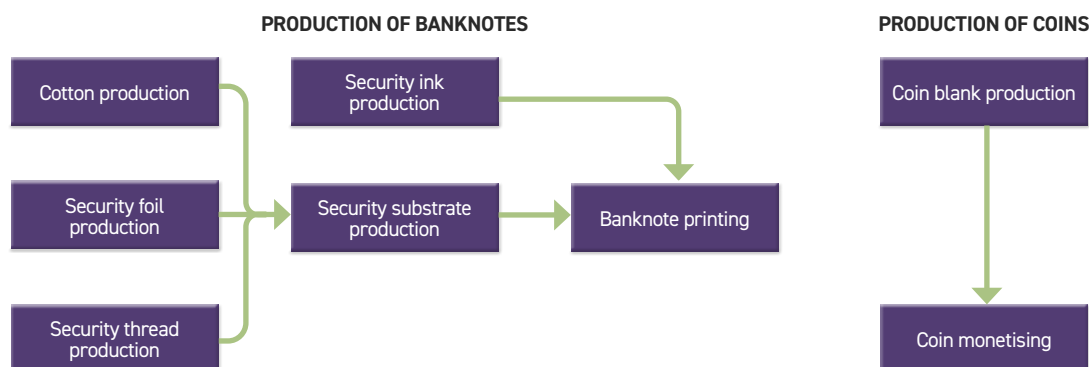 PRODUCTION OF BANKNOTES
Cotton production
Security ink
production
Security foil
production
Security substrate
production
Banknote printing
Security thread
production
PRODUCTION OF COINS
Coin blank production
Coin monetising